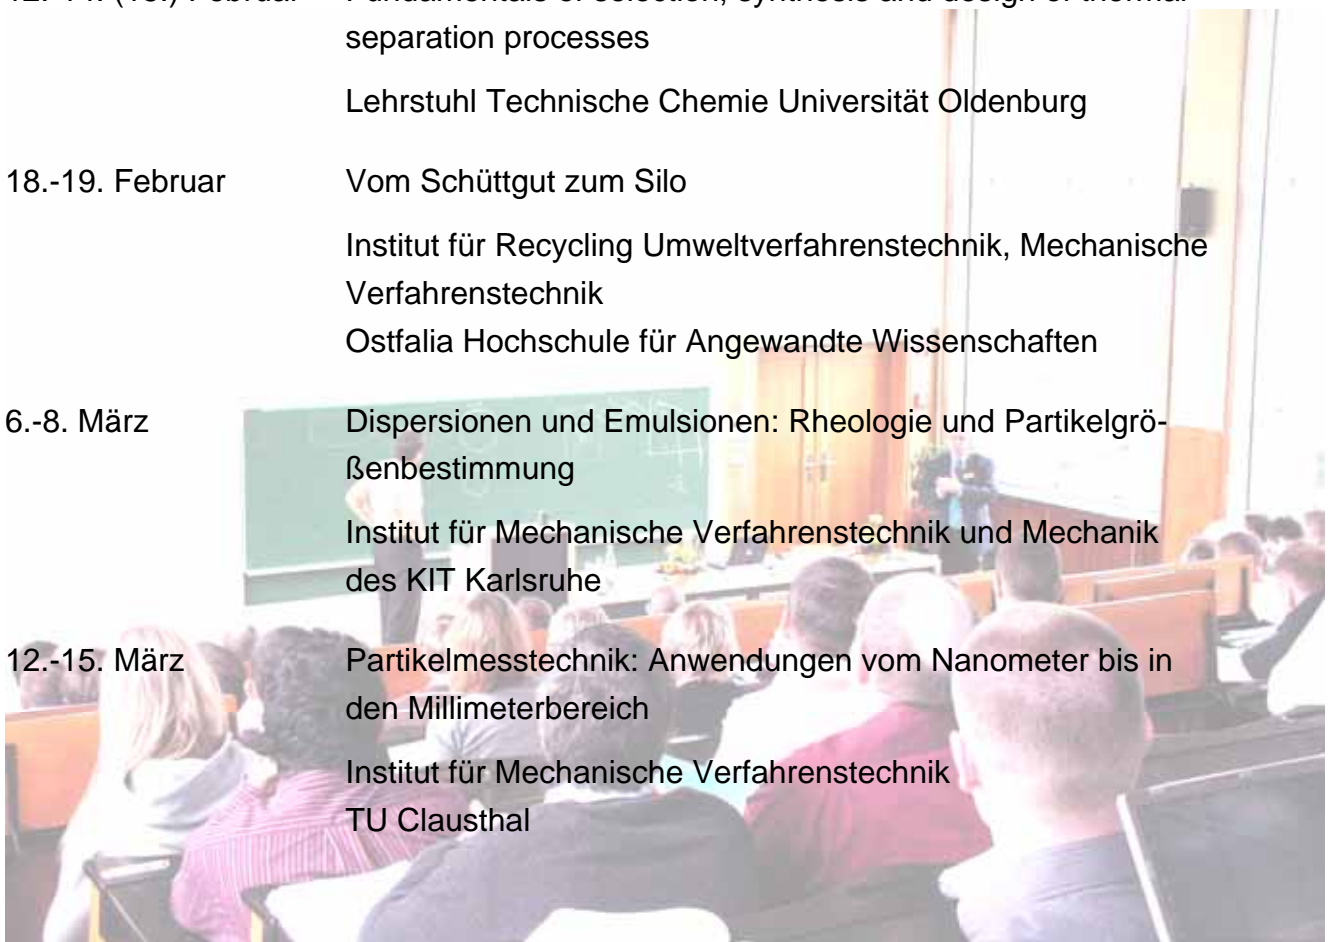 separation processes
Lehrstuhl Technische Chemie Universität Oldenburg
18.-19. Februar Vom Schüttgut zum Silo
Institut für Recycling Umweltverfahrenstechnik, Mechanische
Verfahrenstechnik
Ostfalia Hochschule für Angewandte Wissenschaften
6.-8. März Dispersionen und Emulsionen: Rheologie und Partikelgrö-
ßenbestimmung
Institut für Mechanische Verfahrenstechnik und Mechanik
des KIT Karlsruhe
12.-15. März Partikelmesstechnik: Anwendungen vom Nanometer bis in
den Millimeterbereich
Institut für Mechanische Verfahrenstechnik
TU Clausthal